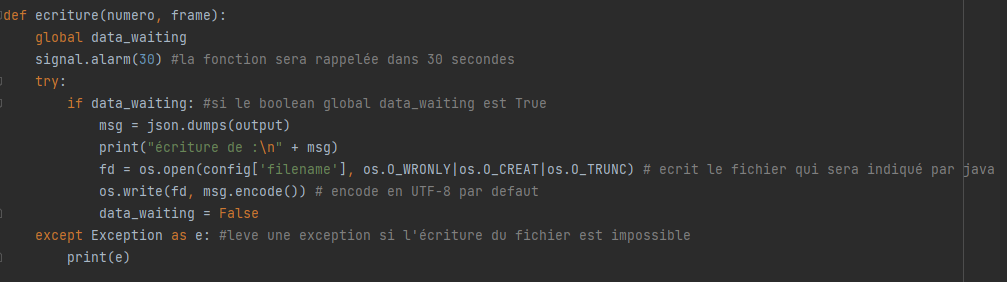 def ecriture(numero, frame):
    global data_waiting
    signal.alarm(30) #la fonction sera rappelée dans 30 secondes
    try:
        if data_waiting: #si le boolean global data_waiting est True
            msg = json.dumps(output)
            print("écriture de :\n" + msg)
            fd = os.open(config['filename'], os.O_WRONLY|os.O_CREAT|os.O_TRUNC) # ecrit le fichier qui sera indiqué par java
            os.write(fd, msg.encode()) # encode en UTF-8 par defaut
            data_waiting = False
    except Exception as e: #leve une exception si l'écriture du fichier est impossible
        print(e)